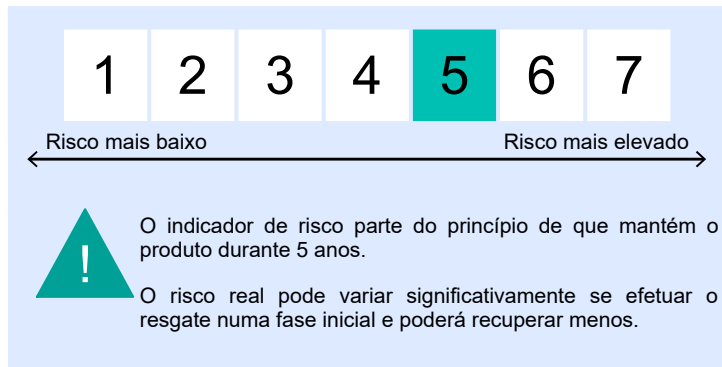 1 2 3 4 5 6 7
Risco mais baixo Risco mais elevado
O indicador de risco parte do princípio de que mantém o
produto durante 5 anos.
!
O risco real pode variar significativamente se efetuar o
resgate numa fase inicial e poderá recuperar menos.